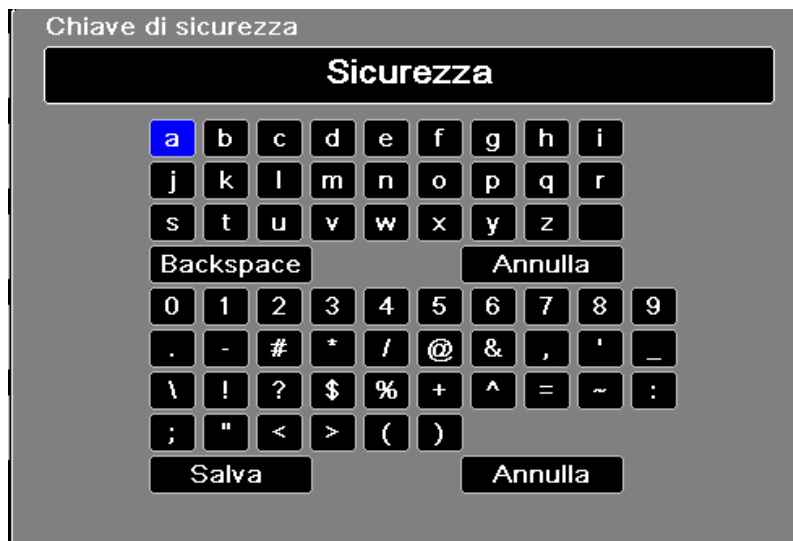 Chiave di sicurezza
Sicurezza
a b c d e f g h i
j k l m n o p q r
s t u v w x y z
Backspace Annulla
0 1 2 3 4 5 6 7 8 9
. - # * / @ & , ' _
\ ! ? $ % + ^ = ~ :
; " < > ( )
Salva Annulla